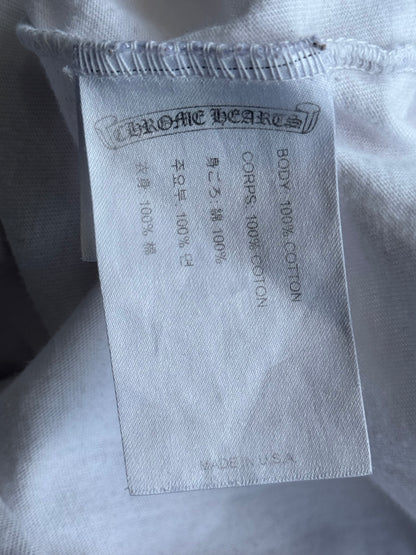 CHROME HEARTS
BODY: 100% COTTON
CORPS: 100% COTON
身ごろ: 綿 100%
주요부: 100% 면
衣身: 100% 棉
MADE IN U.S.A.